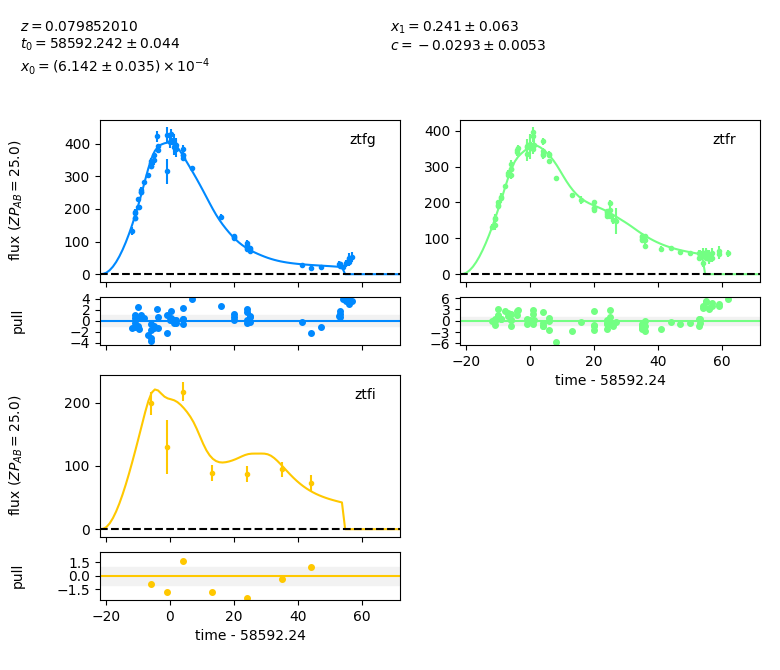 z = 0.079852010
t₀ = 58592.242 ± 0.044
x₀ = (6.142 ± 0.035) × 10⁻⁴
x₁ = 0.241 ± 0.063
c = −0.0293 ± 0.0053
flux (ZP_AB = 25.0)
400
300
200
100
0
ztfg
400
300
200
100
0
ztfr
pull
4
2
0
−2
−4
6
3
0
−3
−6
−20 0 20 40 60
time - 58592.24
flux (ZP_AB = 25.0)
200
100
0
ztfi
pull
1.5
0.0
−1.5
−20 0 20 40 60
time - 58592.24